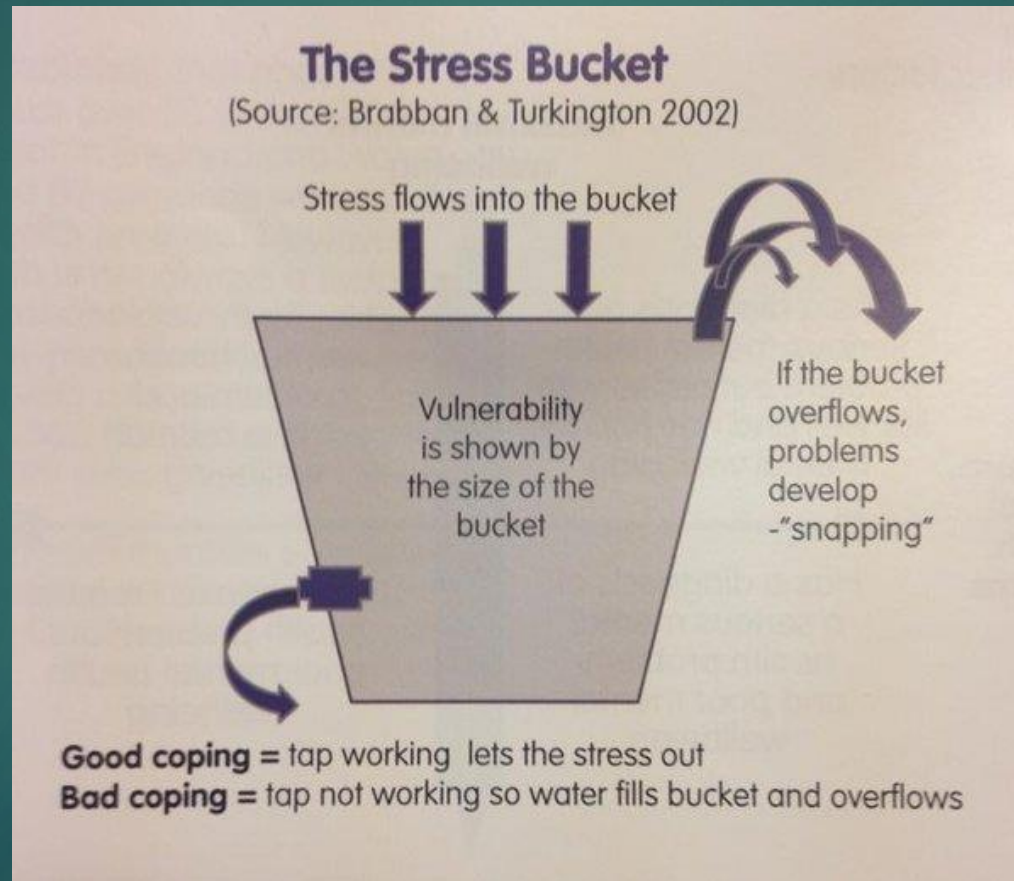 The Stress Bucket
(Source: Brabban & Turkington 2002)
Stress flows into the bucket
Vulnerability
is shown by
the size of the
bucket
If the bucket
overflows,
problems
develop
-"snapping"
Good coping = tap working lets the stress out
Bad coping = tap not working so water fills bucket and overflows